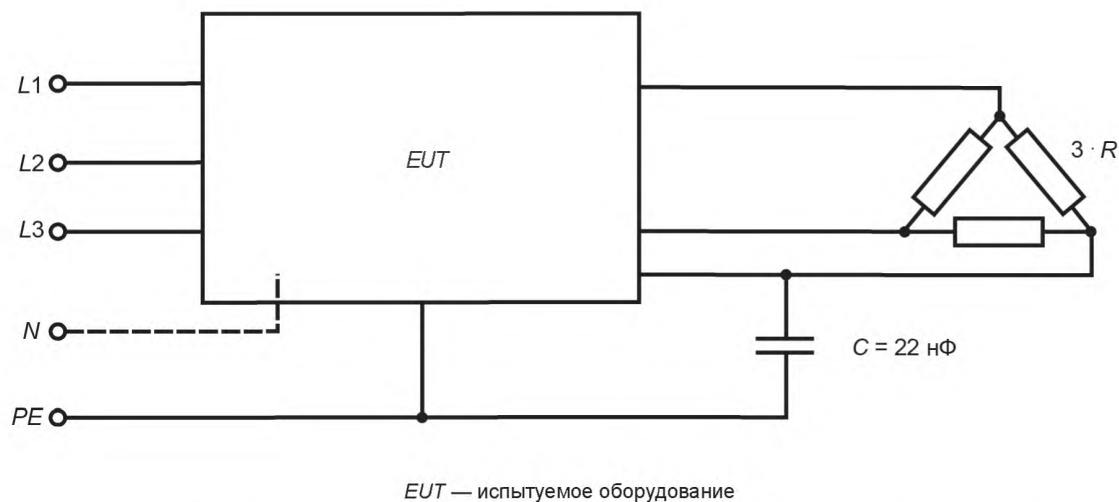 L1
EUT
3 · R
L2
L3
N
C = 22 нФ
PE
EUT — испытуемое оборудование